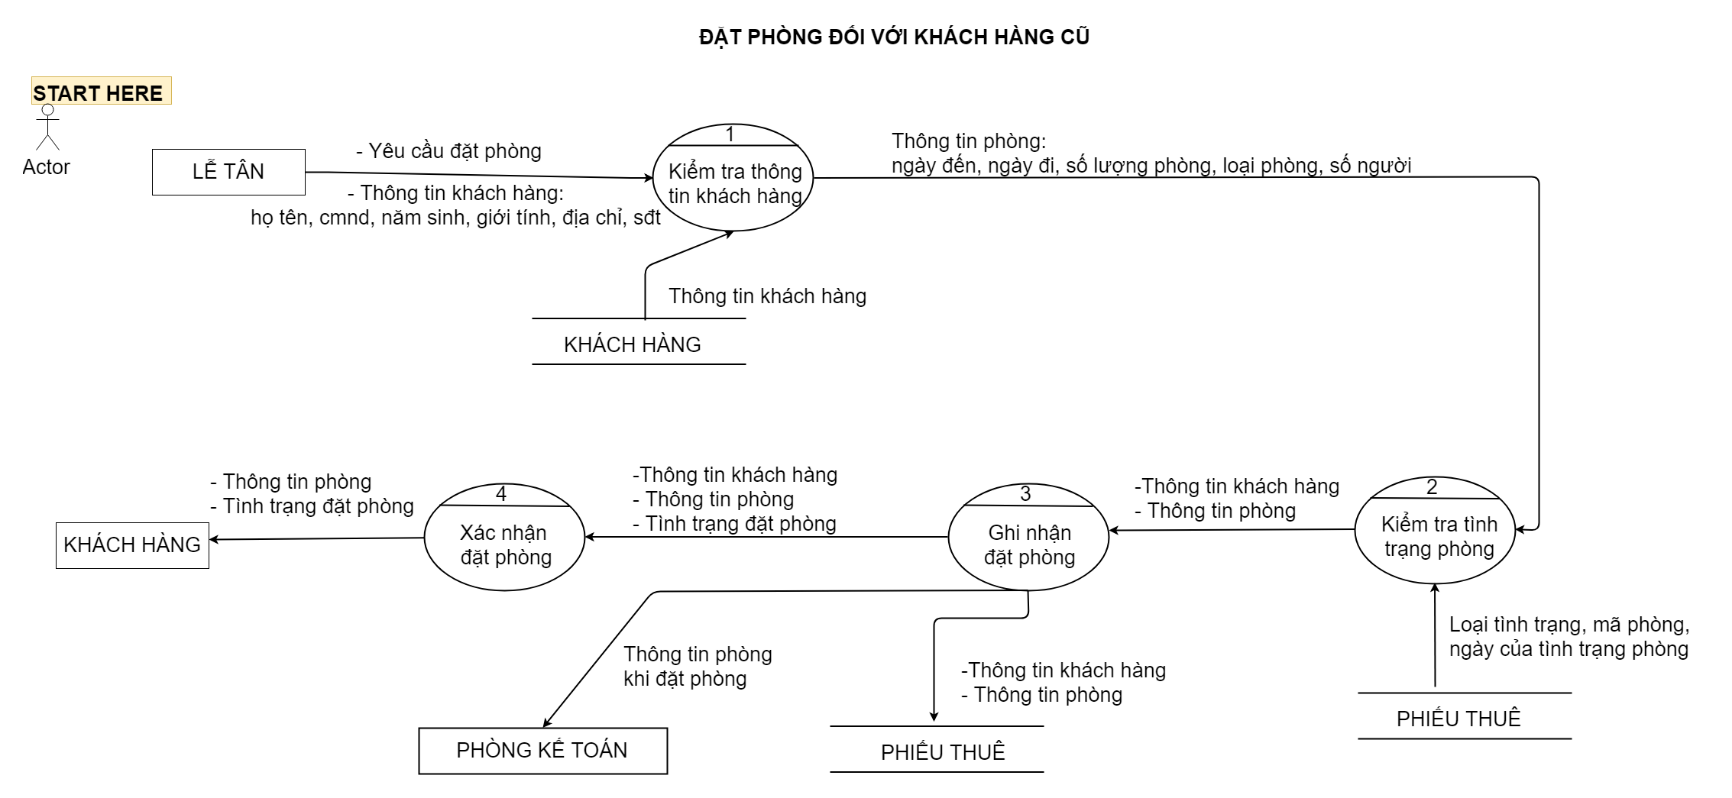 ĐẶT PHÒNG ĐỐI VỚI KHÁCH HÀNG CŨ
START HERE
Actor
LỄ TÂN
- Yêu cầu đặt phòng
- Thông tin khách hàng:
họ tên, cmnd, năm sinh, giới tính, địa chỉ, sđt
1
Kiểm tra thông
tin khách hàng
Thông tin phòng:
ngày đến, ngày đi, số lượng phòng, loại phòng, số người
Thông tin khách hàng
KHÁCH HÀNG
- Thông tin phòng
- Tình trạng đặt phòng
KHÁCH HÀNG
4
Xác nhận
đặt phòng
-Thông tin khách hàng
- Thông tin phòng
- Tình trạng đặt phòng
3
Ghi nhận
đặt phòng
-Thông tin khách hàng
- Thông tin phòng
2
Kiểm tra tình
trạng phòng
Thông tin phòng
khi đặt phòng
PHÒNG KẾ TOÁN
-Thông tin khách hàng
- Thông tin phòng
PHIẾU THUÊ
Loại tình trạng, mã phòng,
ngày của tình trạng phòng
PHIẾU THUÊ